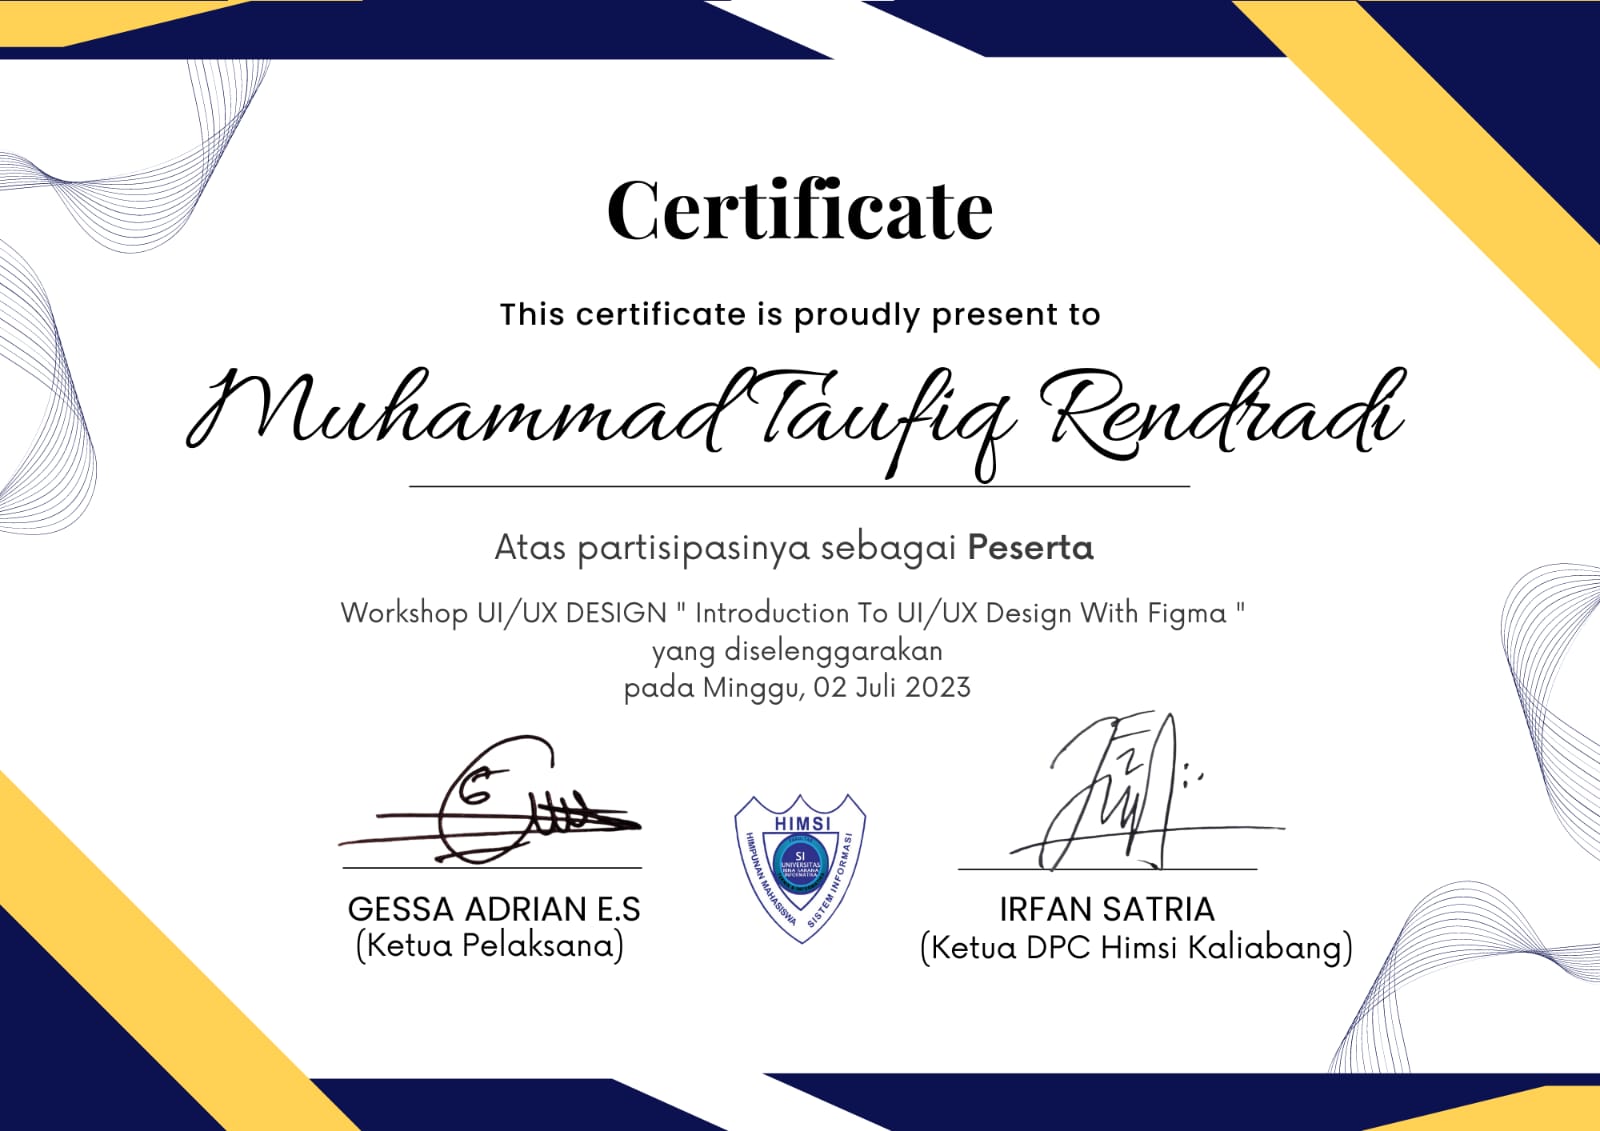 Certificate
This certificate is proudly present to
Muhammad Taufiq Rendradi
Atas partisipasinya sebagai Peserta
Workshop UI/UX DESIGN " Introduction To UI/UX Design With Figma "
yang diselenggarakan
pada Minggu, 02 Juli 2023
HIMSI
HIMPUNAN MAHASISWA
SISTEM INFORMASI
FAKULTAS
SI
UNIVERSITAS
BINA SARANA
INFORMATIKA
GESSA ADRIAN E.S
(Ketua Pelaksana)
IRFAN SATRIA
(Ketua DPC Himsi Kaliabang)